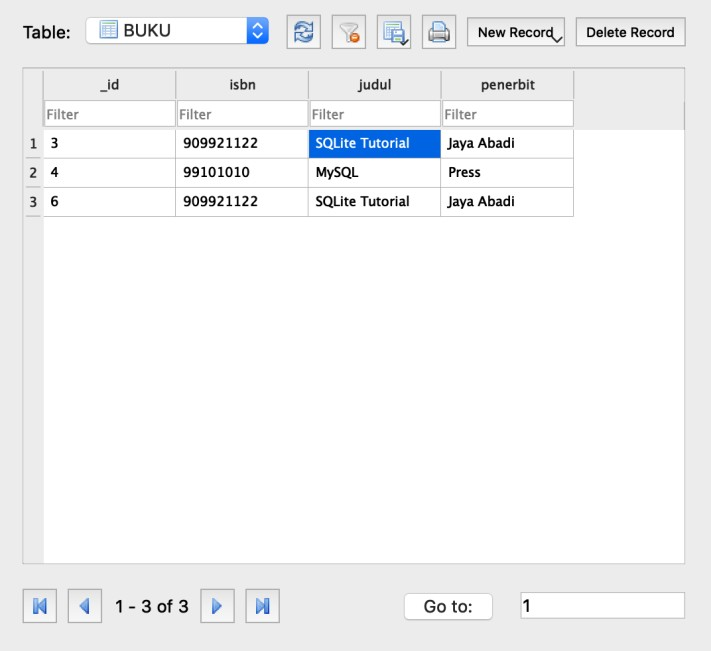 Table: BUKU New Record Delete Record
_id isbn judul penerbit
Filter Filter Filter Filter
1 3 909921122 SQLite Tutorial Jaya Abadi
2 4 99101010 MySQL Press
3 6 909921122 SQLite Tutorial Jaya Abadi
1 - 3 of 3 Go to: 1